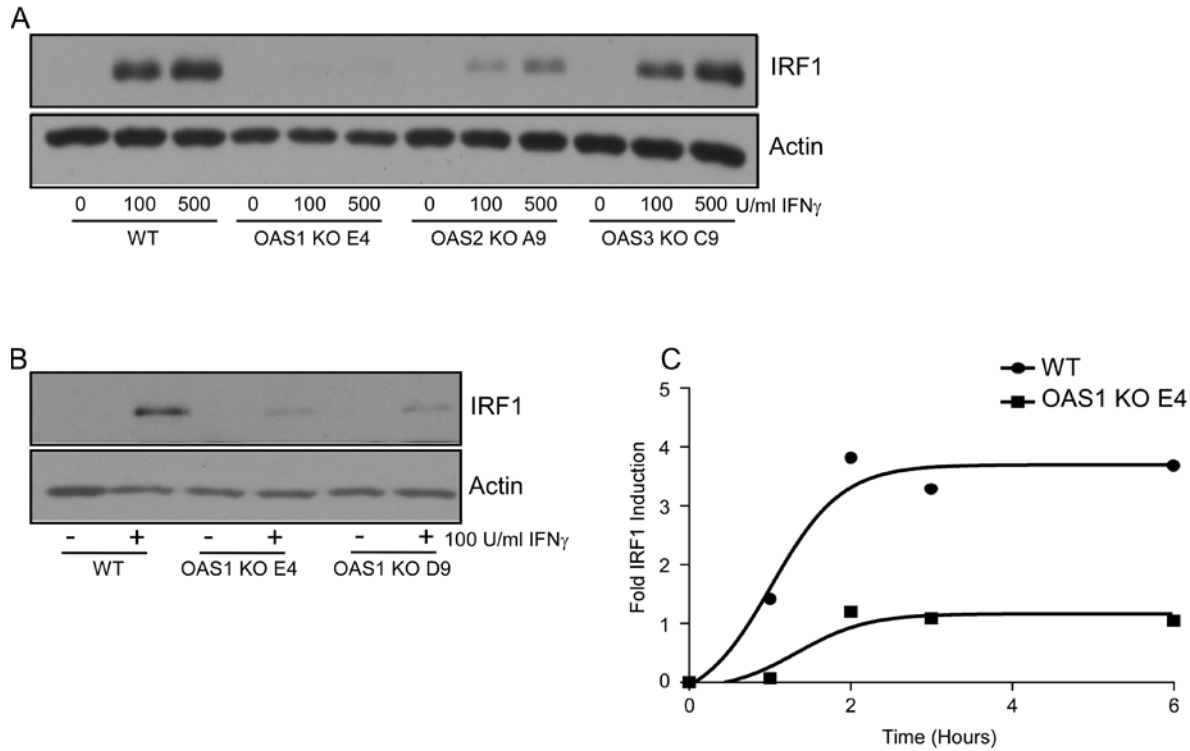 A
IRF1
Actin
0 100 500 0 100 500 0 100 500 0 100 500 U/ml IFNγ
WT OAS1 KO E4 OAS2 KO A9 OAS3 KO C9
B
IRF1
Actin
- + - + - + 100 U/ml IFNγ
WT OAS1 KO E4 OAS1 KO D9
C
WT
OAS1 KO E4
Fold IRF1 Induction
5
4
3
2
1
0
0 2 4 6
Time (Hours)